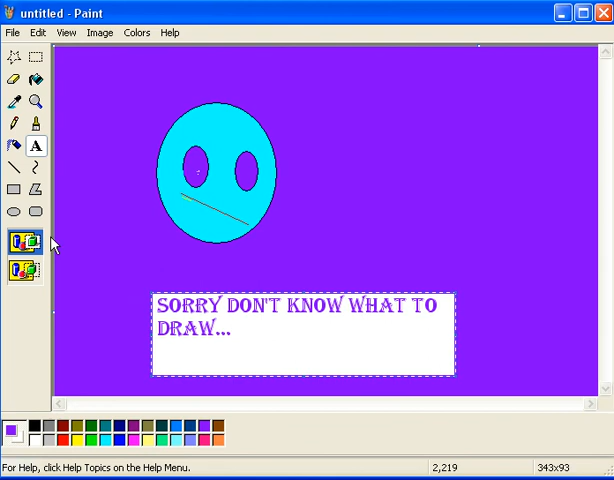 untitled - Paint
File Edit View Image Colors Help
A
SORRY DON'T KNOW WHAT TO
DRAW...
For Help, click Help Topics on the Help Menu. 2,219 343x93